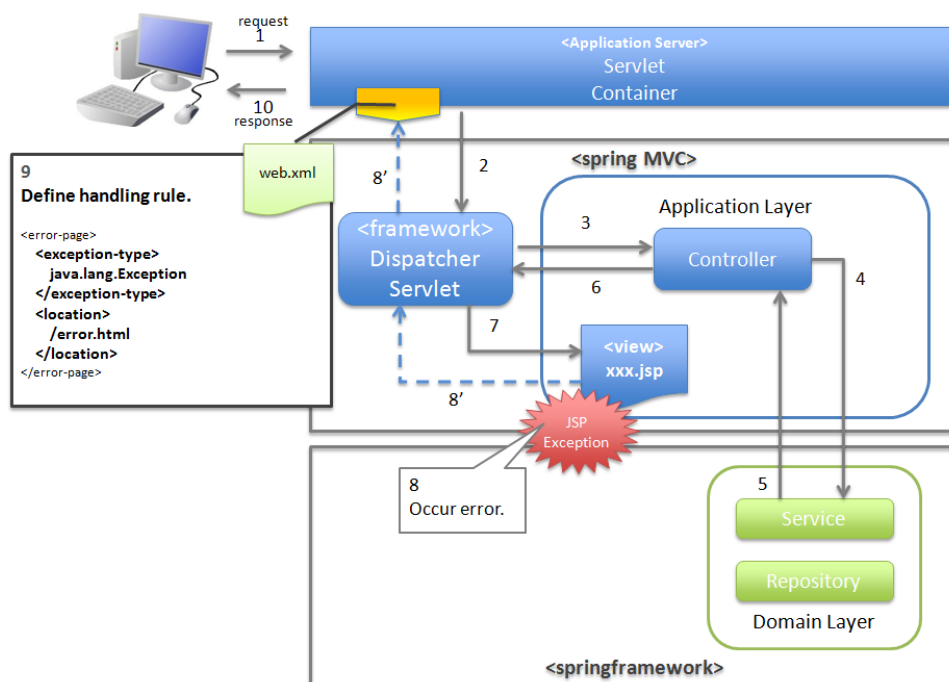 request
1
10
response
<Application Server>
Servlet
Container
9
Define handling rule.
<error-page>
<exception-type>
java.lang.Exception
</exception-type>
<location>
/error.html
</location>
</error-page>
web.xml
8’
2
<spring MVC>
Application Layer
<framework>
Dispatcher
Servlet
3
6
Controller
4
7
<view>
xxx.jsp
8’
JSP
Exception
8
Occur error.
5
Service
Repository
Domain Layer
<springframework>